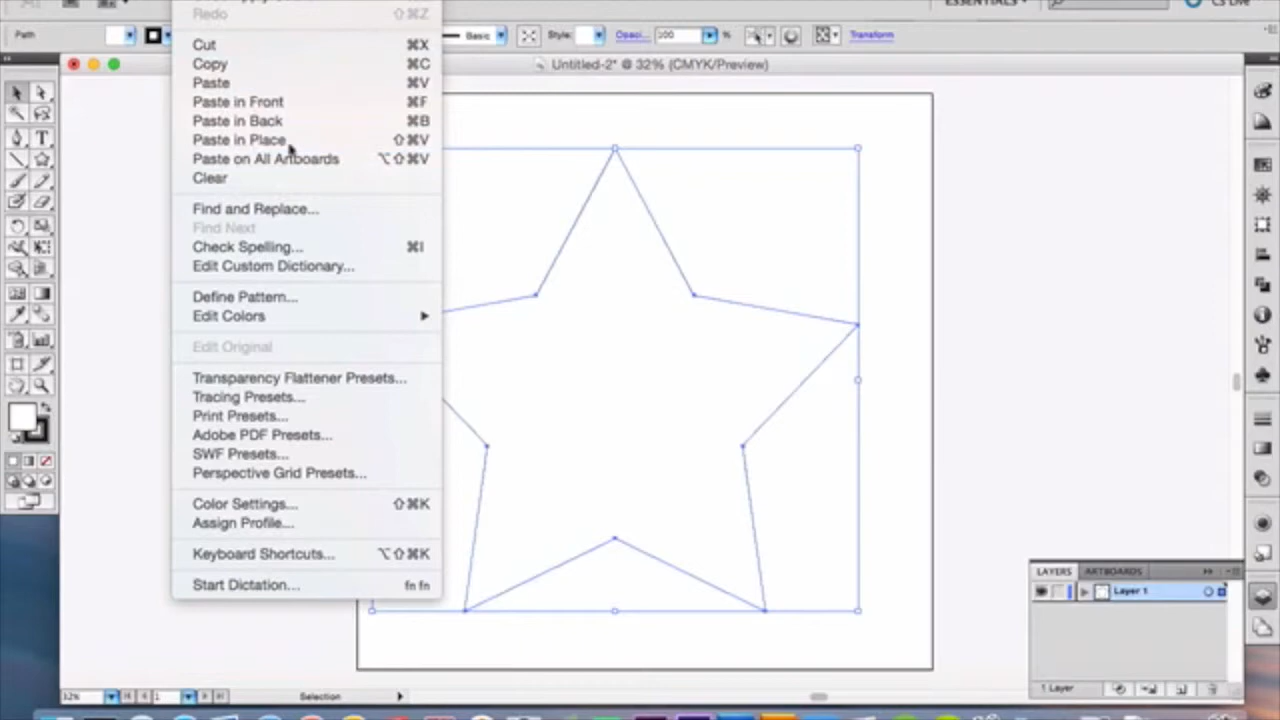 ESSENTIALS
CS Live
Redo ⇧⌘Z
Path
Basic
Style:
Opaci...
100
%
Transform
Cut ⌘X
Untitled-2* @ 32% (CMYK/Preview)
Copy ⌘C
Paste ⌘V
Paste in Front ⌘F
Paste in Back ⌘B
Paste in Place ⇧⌘V
Paste on All Artboards ⌥⇧⌘V
Clear
Find and Replace...
Find Next
Check Spelling... ⌘I
Edit Custom Dictionary...
Define Pattern...
Edit Colors
Edit Original
Transparency Flattener Presets...
Tracing Presets...
Print Presets...
Adobe PDF Presets...
SWF Presets...
Perspective Grid Presets...
Color Settings... ⇧⌘K
Assign Profile...
Keyboard Shortcuts... ⌥⇧⌘K
Start Dictation... fn fn
LAYERS ARTBOARDS
Layer 1
1 Layer
32%
1
Selection